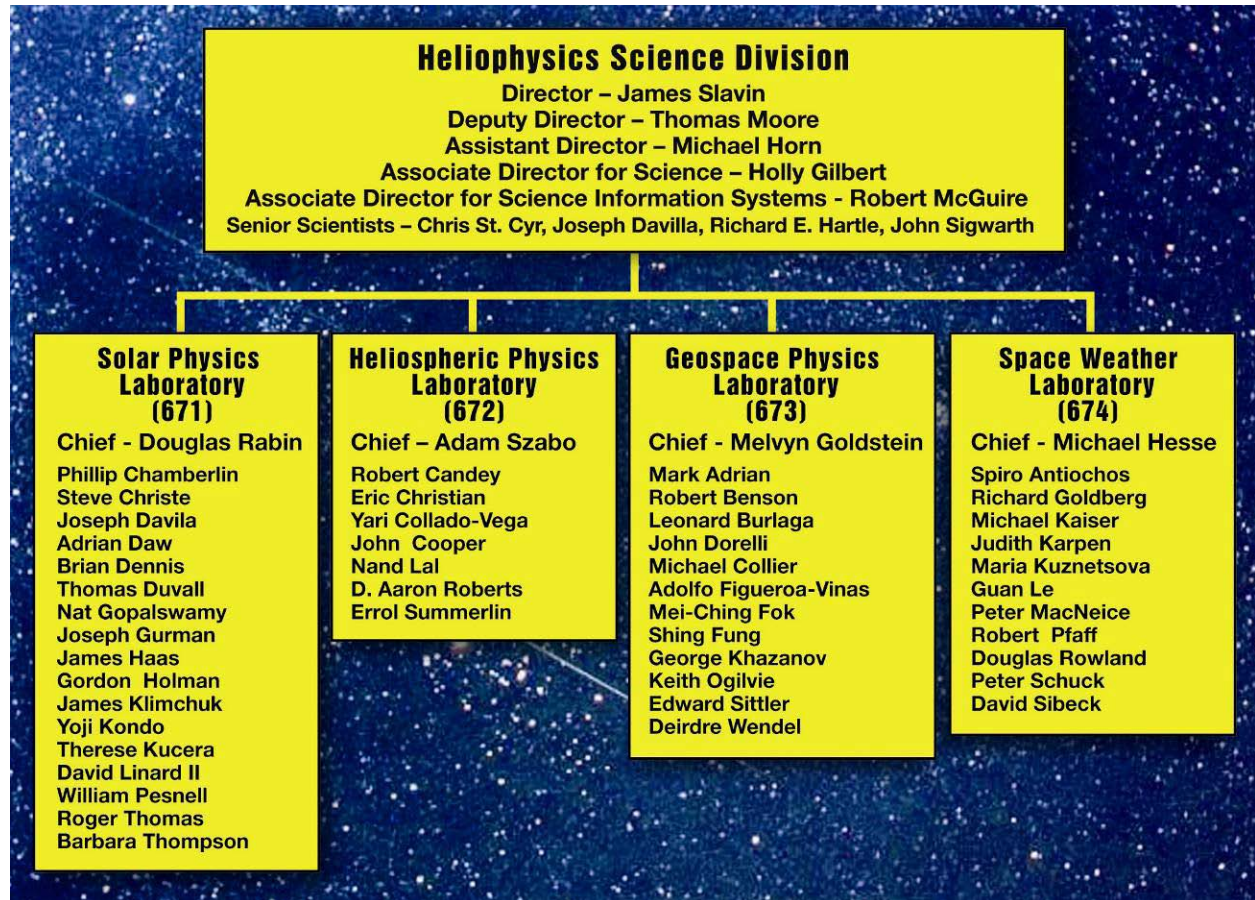 Heliophysics Science Division
Director – James Slavin
Deputy Director – Thomas Moore
Assistant Director – Michael Horn
Associate Director for Science – Holly Gilbert
Associate Director for Science Information Systems - Robert McGuire
Senior Scientists – Chris St. Cyr, Joseph Davilla, Richard E. Hartle, John Sigwarth
Solar Physics
Laboratory
(671)
Chief - Douglas Rabin
Phillip Chamberlin
Steve Christe
Joseph Davila
Adrian Daw
Brian Dennis
Thomas Duvall
Nat Gopalswamy
Joseph Gurman
James Haas
Gordon Holman
James Klimchuk
Yoji Kondo
Therese Kucera
David Linard II
William Pesnell
Roger Thomas
Barbara Thompson
Heliospheric Physics
Laboratory
(672)
Chief – Adam Szabo
Robert Candey
Eric Christian
Yari Collado-Vega
John Cooper
Nand Lal
D. Aaron Roberts
Errol Summerlin
Geospace Physics
Laboratory
(673)
Chief - Melvyn Goldstein
Mark Adrian
Robert Benson
Leonard Burlaga
John Dorelli
Michael Collier
Adolfo Figueroa-Vinas
Mei-Ching Fok
Shing Fung
George Khazanov
Keith Ogilvie
Edward Sittler
Deirdre Wendel
Space Weather
Laboratory
(674)
Chief - Michael Hesse
Spiro Antiochos
Richard Goldberg
Michael Kaiser
Judith Karpen
Maria Kuznetsova
Guan Le
Peter MacNeice
Robert Pfaff
Douglas Rowland
Peter Schuck
David Sibeck